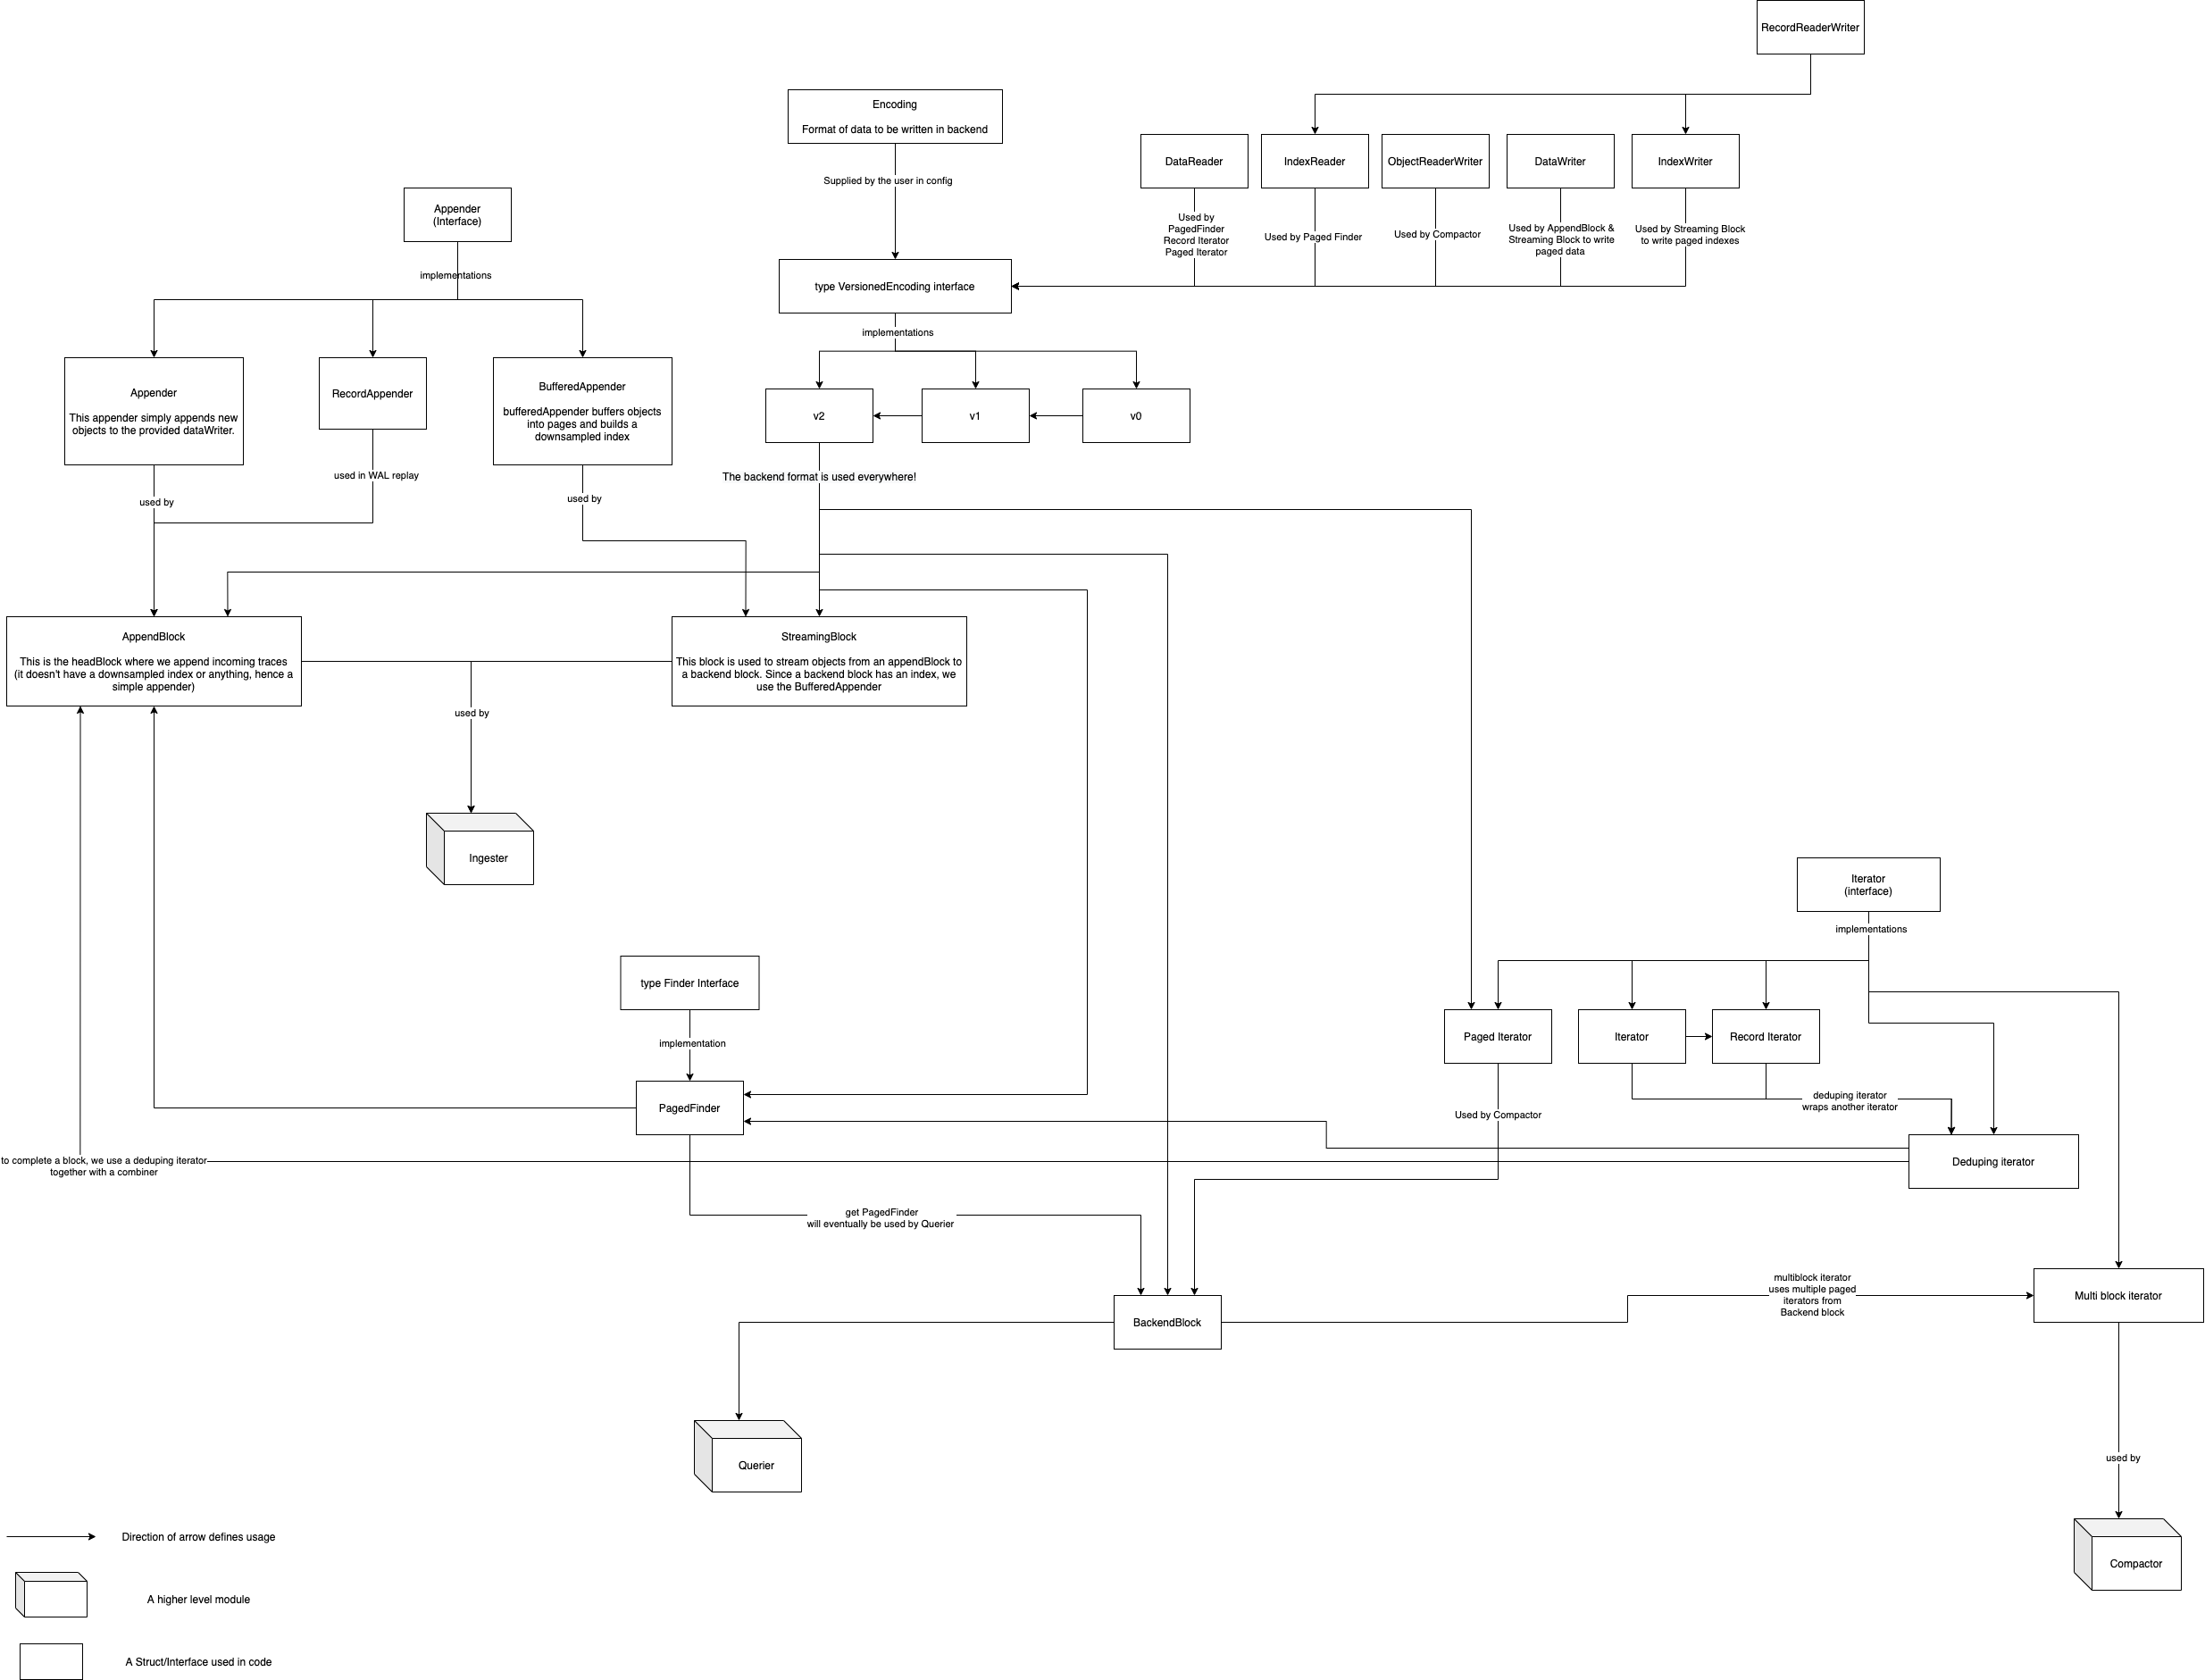 RecordReaderWriter
Encoding
Format of data to be written in backend
DataReader
IndexReader
ObjectReaderWriter
DataWriter
IndexWriter
Supplied by the user in config
Appender
(Interface)
Used by
PagedFinder
Record Iterator
Paged Iterator
Used by Paged Finder
Used by Compactor
Used by AppendBlock &
Streaming Block to write
paged data
Used by Streaming Block
to write paged indexes
implementations
type VersionedEncoding interface
implementations
Appender
This appender simply appends new
objects to the provided dataWriter.
RecordAppender
BufferedAppender
bufferedAppender buffers objects
into pages and builds a
downsampled index
v2
v1
v0
used by
used in WAL replay
used by
The backend format is used everywhere!
AppendBlock
This is the headBlock where we append incoming traces
(it doesn't have a downsampled index or anything, hence a
simple appender)
StreamingBlock
This block is used to stream objects from an appendBlock to
a backend block. Since a backend block has an index, we
use the BufferedAppender
used by
Ingester
Iterator
(interface)
implementations
type Finder Interface
implementation
Paged Iterator
Iterator
Record Iterator
PagedFinder
Used by Compactor
deduping iterator
wraps another iterator
to complete a block, we use a deduping iterator
together with a combiner
Deduping iterator
get PagedFinder
will eventually be used by Querier
multiblock iterator
uses multiple paged
iterators from
Backend block
Multi block iterator
BackendBlock
Querier
used by
Compactor
Direction of arrow defines usage
A higher level module
A Struct/Interface used in code